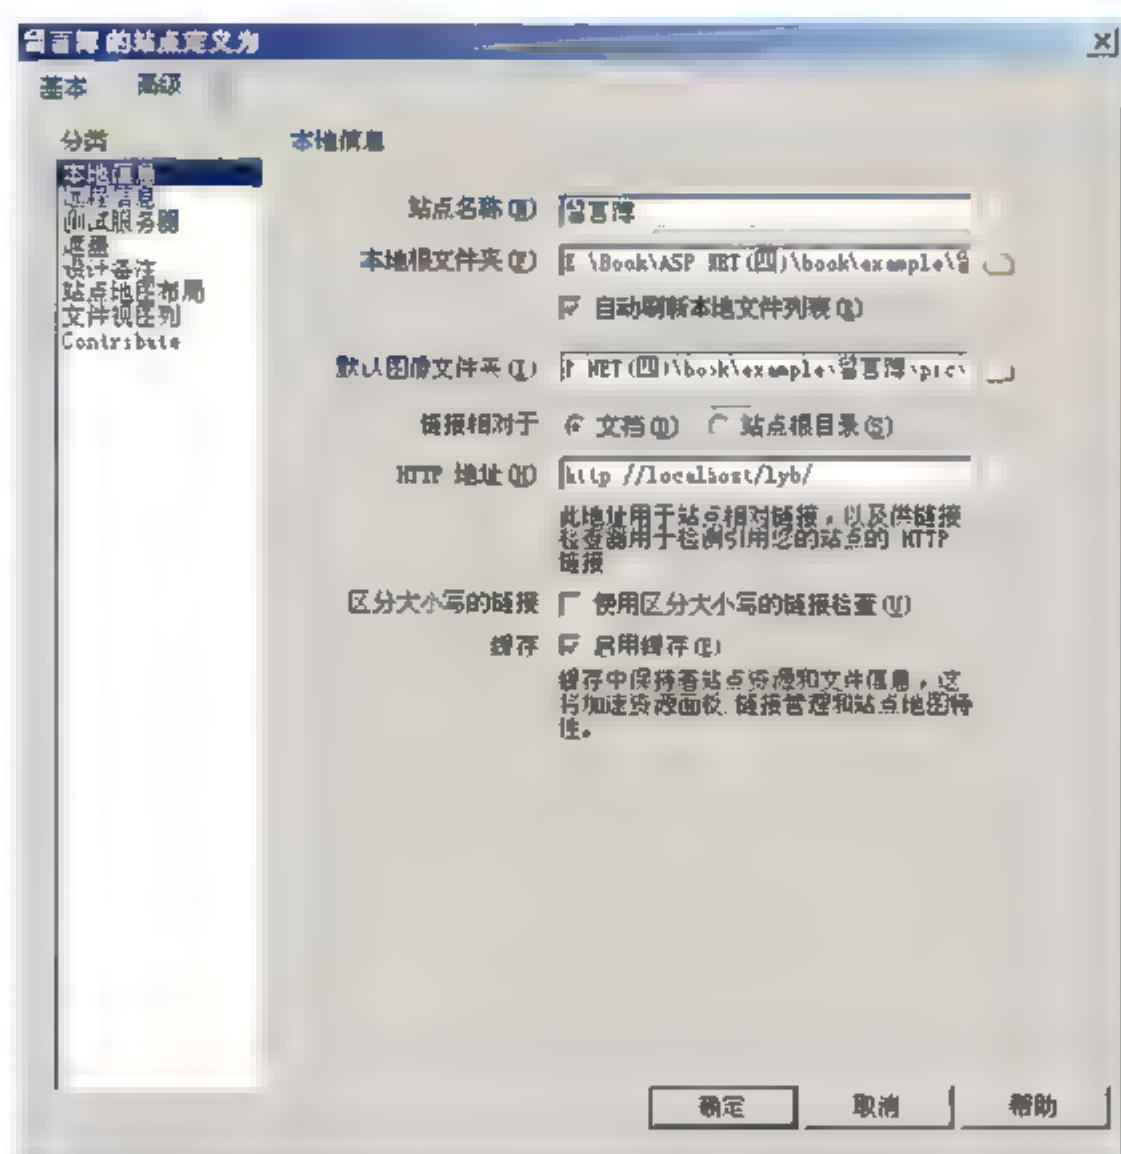 留言簿 的站点定义为
基本 高级
分类
本地信息
远程信息
测试服务器
遮盖
设计备注
站点地图布局
文件视图列
Contribute
本地信息
站点名称(N) 留言簿
本地根文件夹(F) E \Book\ASP NET(四)\book\example\留
自动刷新本地文件列表(R)
默认图像文件夹(I) P NET(四)\book\example\留言簿\pic\
链接相对于 文档(D) 站点根目录(S)
HTTP 地址(H) http //localhost/lyb/
此地址用于站点相对链接，以及供链接
检查器用于检测引用您的站点的 HTTP
链接
区分大小写的链接 使用区分大小写的链接检查(U)
缓存 启用缓存(E)
缓存中保持着站点资源和文件信息，这
将加速资源面板 链接管理和站点地图特
性。
确定 取消 帮助